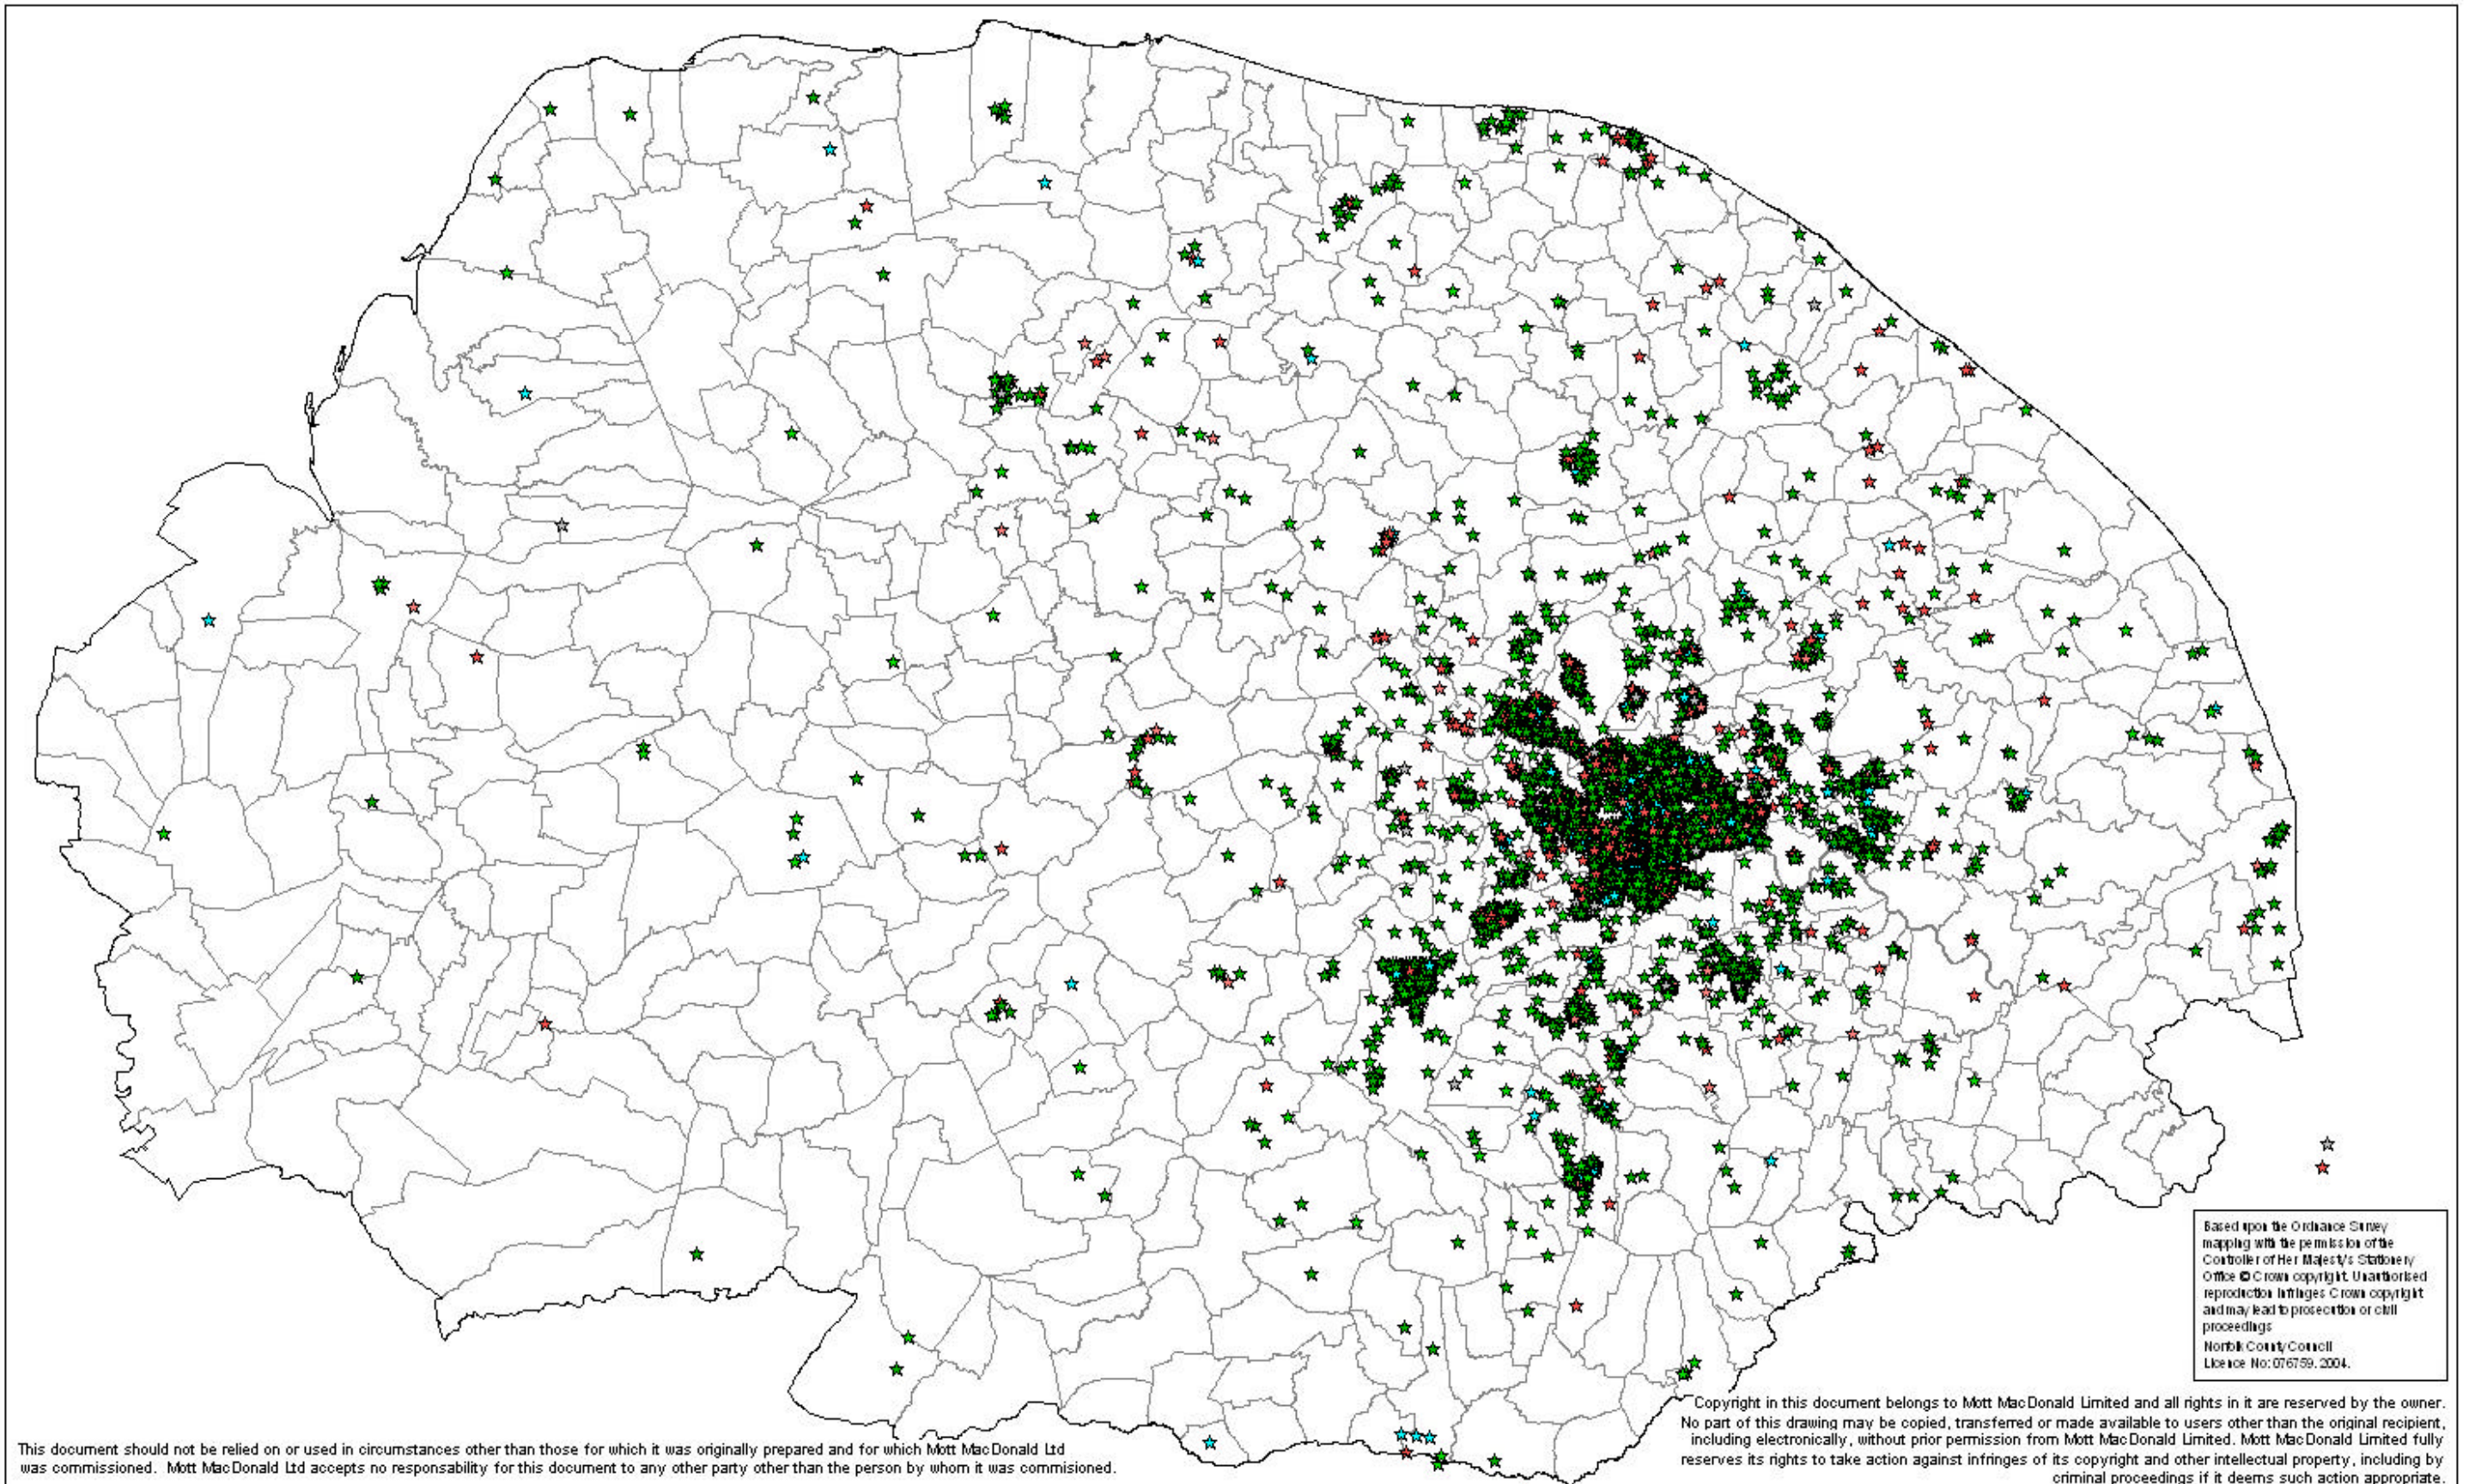 Based upon the Ordnance Survey
mapping with the permission of the
Controller of Her Majesty's Stationery
Office © Crown copyright. Unauthorised
reproduction infringes Crown copyright
and may lead to prosecution or civil
proceedings
Norfolk County Council
Licence No: 076759. 2004.
Copyright in this document belongs to Mott MacDonald Limited and all rights in it are reserved by the owner.
No part of this drawing may be copied, transferred or made available to users other than the original recipient,
including electronically, without prior permission from Mott MacDonald Limited. Mott MacDonald Limited fully
reserves its rights to take action against infringes of its copyright and other intellectual property, including by
criminal proceedings if it deems such action appropriate.
This document should not be relied on or used in circumstances other than those for which it was originally prepared and for which Mott MacDonald Ltd
was commissioned. Mott MacDonald Ltd accepts no responsability for this document to any other party other than the person by whom it was commisioned.